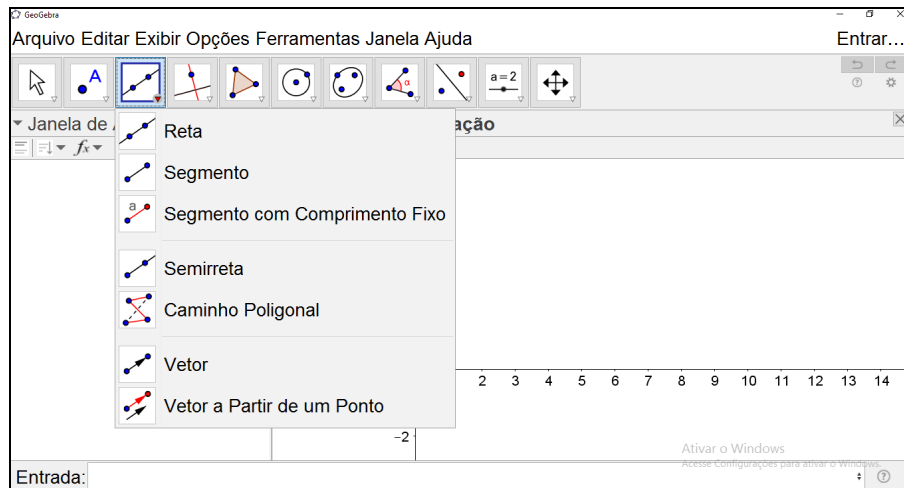 GeoGebra
Arquivo Editar Exibir Opções Ferramentas Janela Ajuda Entrar...
A α a=2
Janela de ação
fx
Reta
Segmento
a Segmento com Comprimento Fixo
Semirreta
Caminho Poligonal
Vetor
Vetor a Partir de um Ponto
2 3 4 5 6 7 8 9 10 11 12 13 14
-2
Ativar o Windows
Acesse Configurações para ativar o Windows.
Entrada: